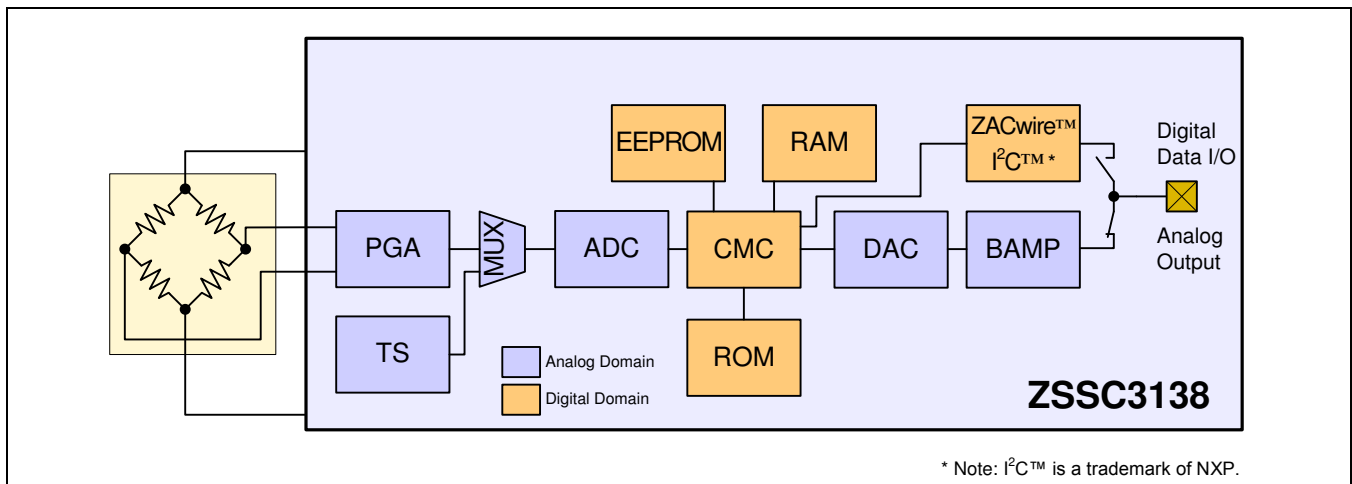 EEPROM
RAM
ZACwire™
I²C™ *
Digital
Data I/O
PGA
MUX
ADC
CMC
DAC
BAMP
Analog
Output
TS
Analog Domain
Digital Domain
ROM
ZSSC3138
* Note: I²C™ is a trademark of NXP.